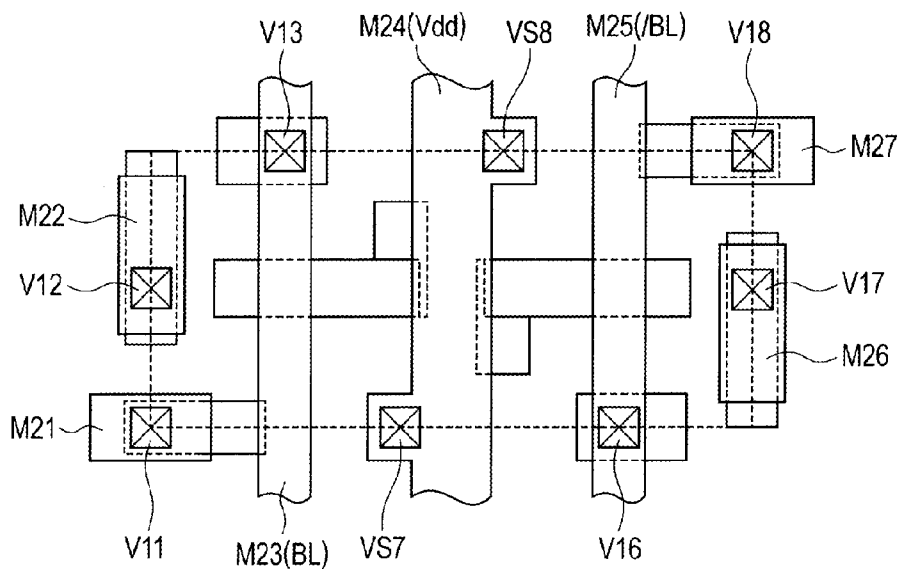 M24(Vdd)
M25(/BL)
V13
VS8
V18
M27
M22
V12
V17
M26
M21
V11
M23(BL)
VS7
V16